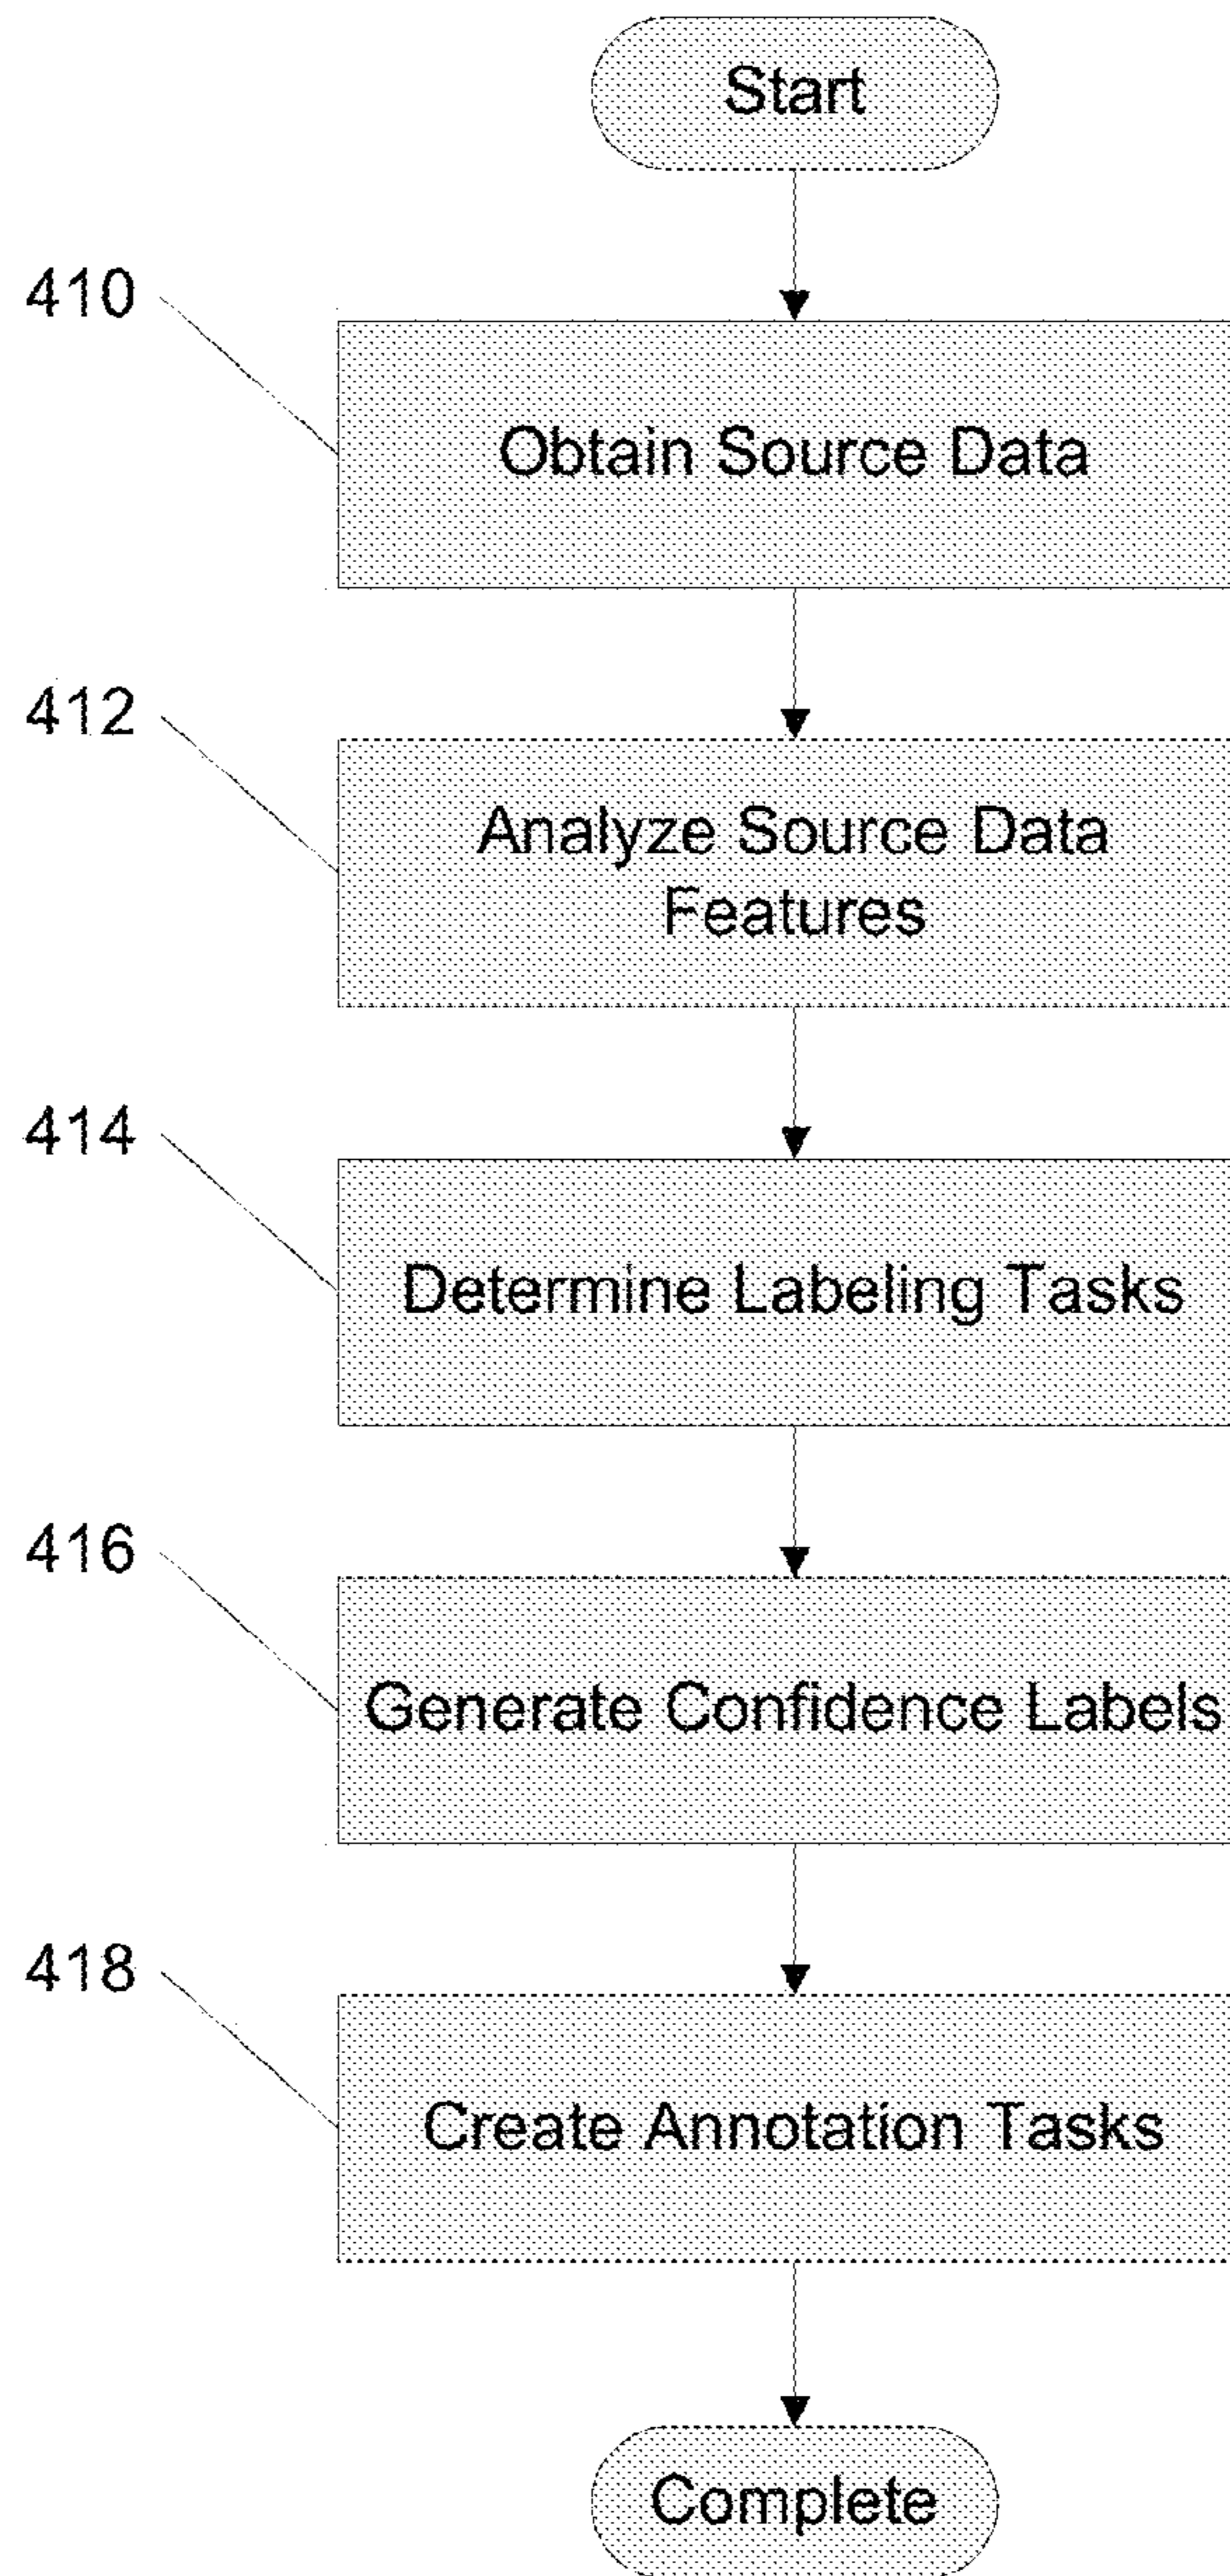 Start
410
Obtain Source Data
412
Analyze Source Data
Features
414
Determine Labeling Tasks
416
Generate Confidence Labels
418
Create Annotation Tasks
Complete